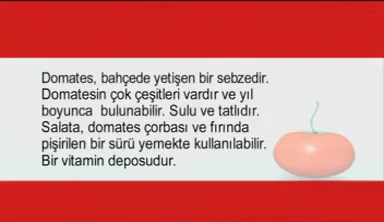 Domates, bahçede yetişen bir sebzedir.
Domatesin çok çeşitleri vardır ve yıl
boyunca bulunabilir. Sulu ve tatlıdır.
Salata, domates çorbası ve fırında
pişirilen bir sürü yemekte kullanılabilir.
Bir vitamin deposudur.